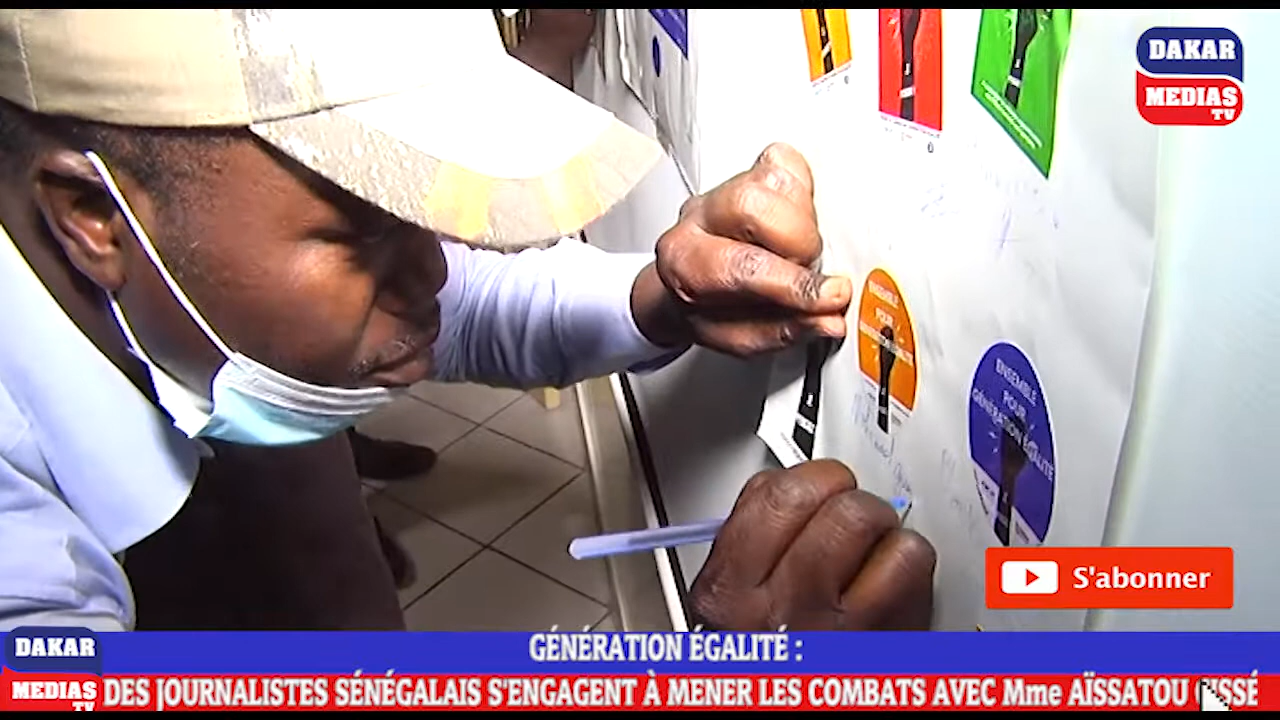 DAKAR
MEDIAS
TV
ENSEMBLE
POUR
ENSEMBLE
POUR
GÉNÉRATION ÉGALITÉ
S'abonner
DAKAR
MEDIAS
TV
GÉNÉRATION ÉGALITÉ :
DES JOURNALISTES SÉNÉGALAIS S'ENGAGENT À MENER LES COMBATS AVEC Mme AÏSSATOU